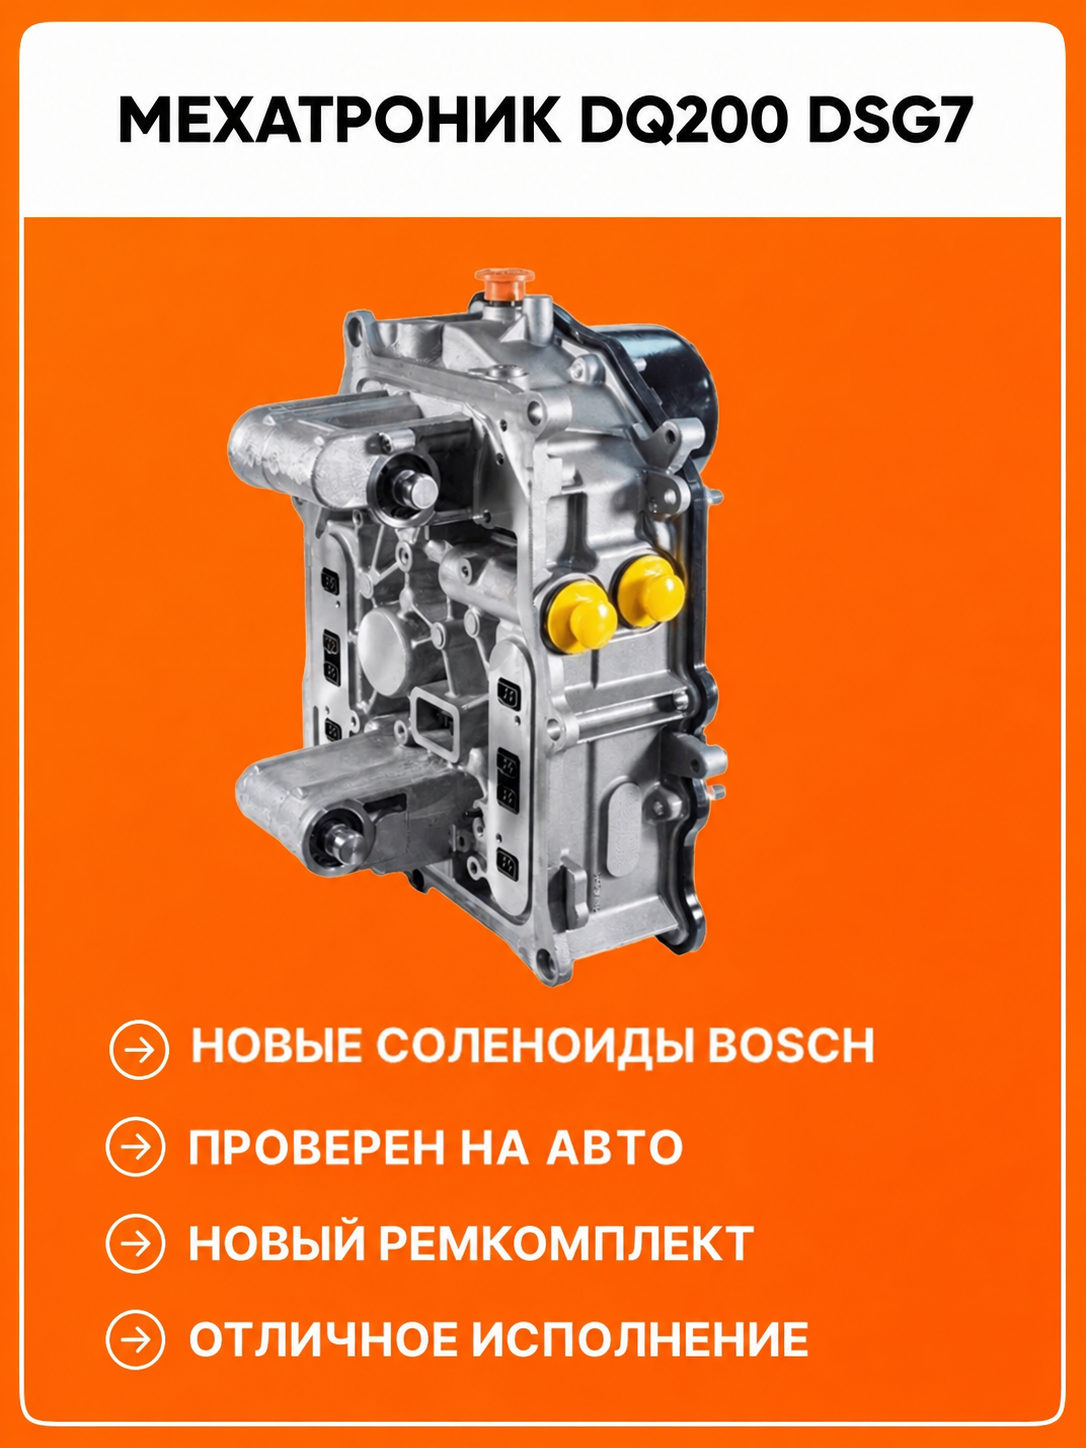 МЕХАТРОНИК DQ200 DSG7
НОВЫЕ СОЛЕНОИДЫ BOSCH
ПРОВЕРЕН НА АВТО
НОВЫЙ РЕМКОМПЛЕКТ
ОТЛИЧНОЕ ИСПОЛНЕНИЕ